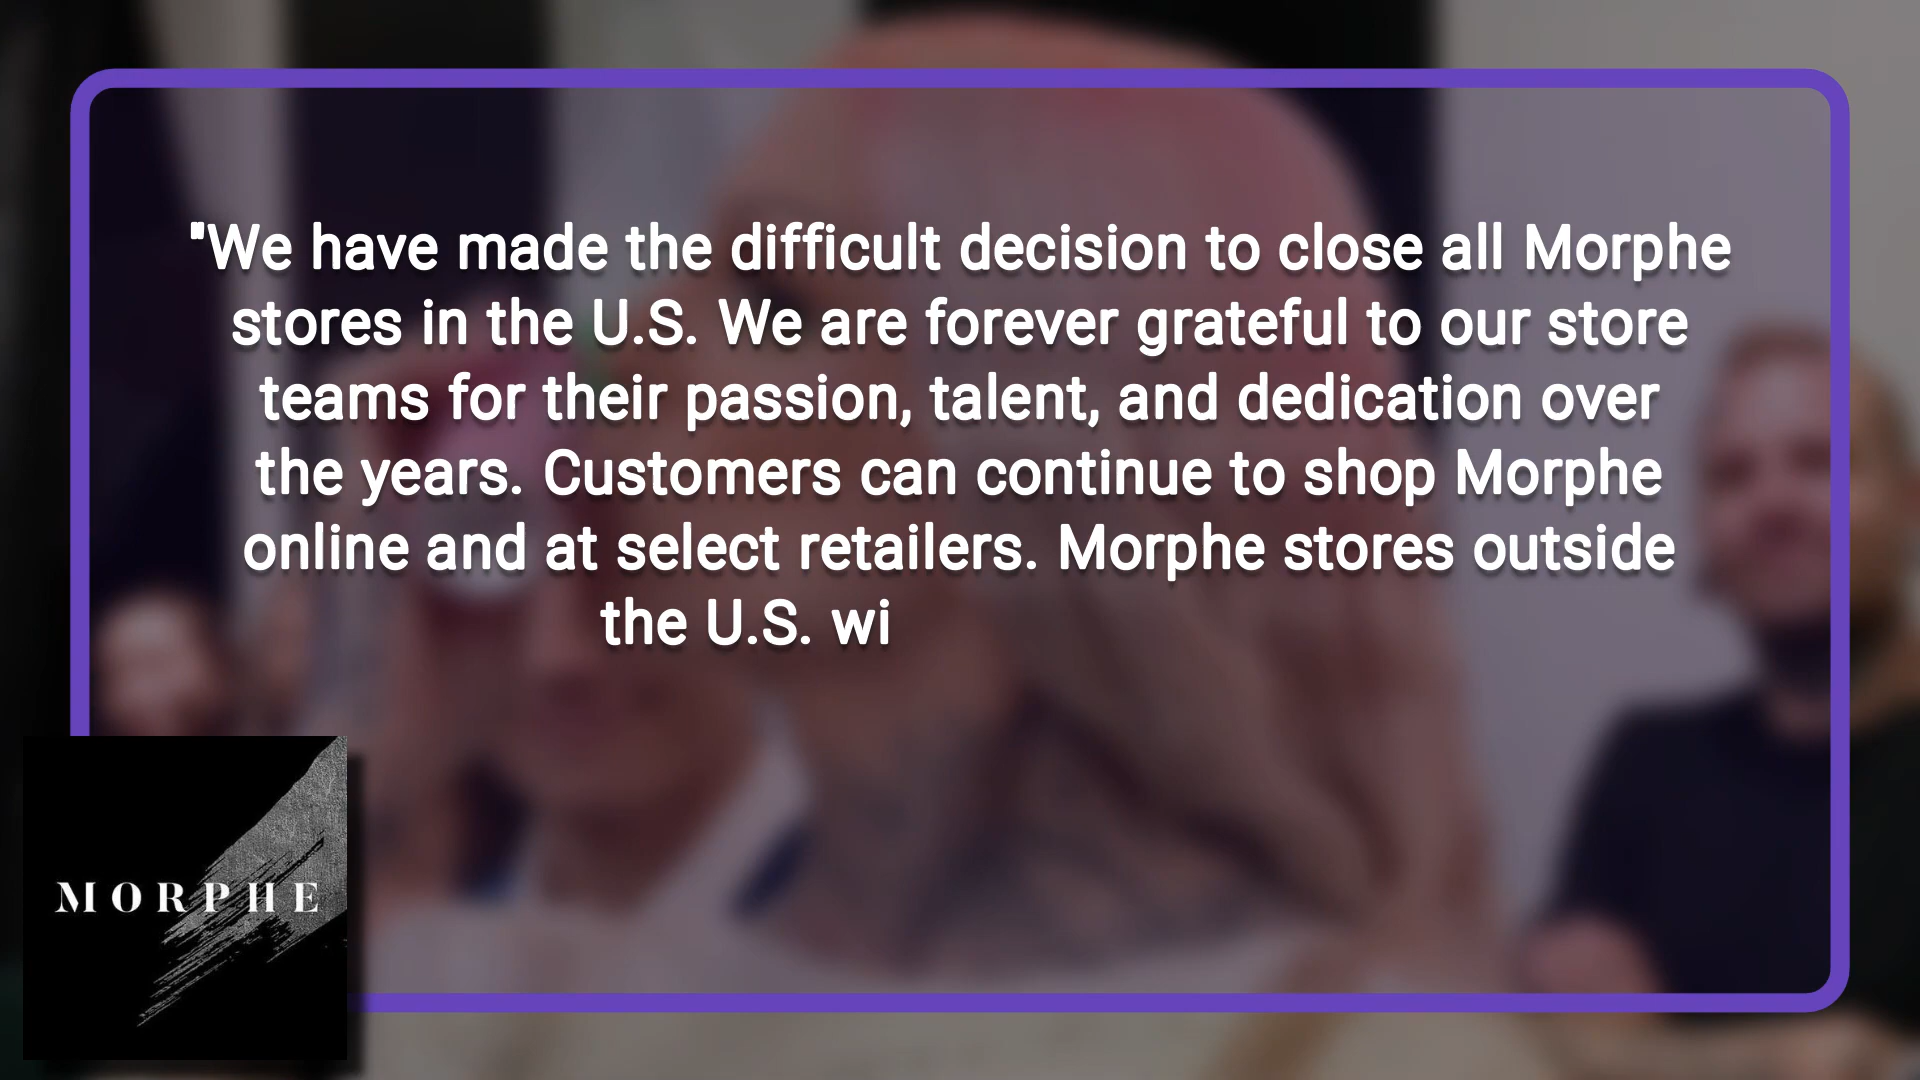 "We have made the difficult decision to close all Morphe
stores in the U.S. We are forever grateful to our store
teams for their passion, talent, and dedication over
the years. Customers can continue to shop Morphe
online and at select retailers. Morphe stores outside
the U.S. wi
MORPHE